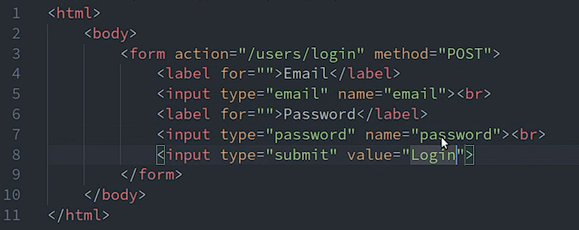 1 <html>
2     <body>
3         <form action="/users/login" method="POST">
4             <label for="">Email</label>
5             <input type="email" name="email"><br>
6             <label for="">Password</label>
7             <input type="password" name="password"><br>
8             <input type="submit" value="Login">
9         </form>
10     </body>
11 </html>